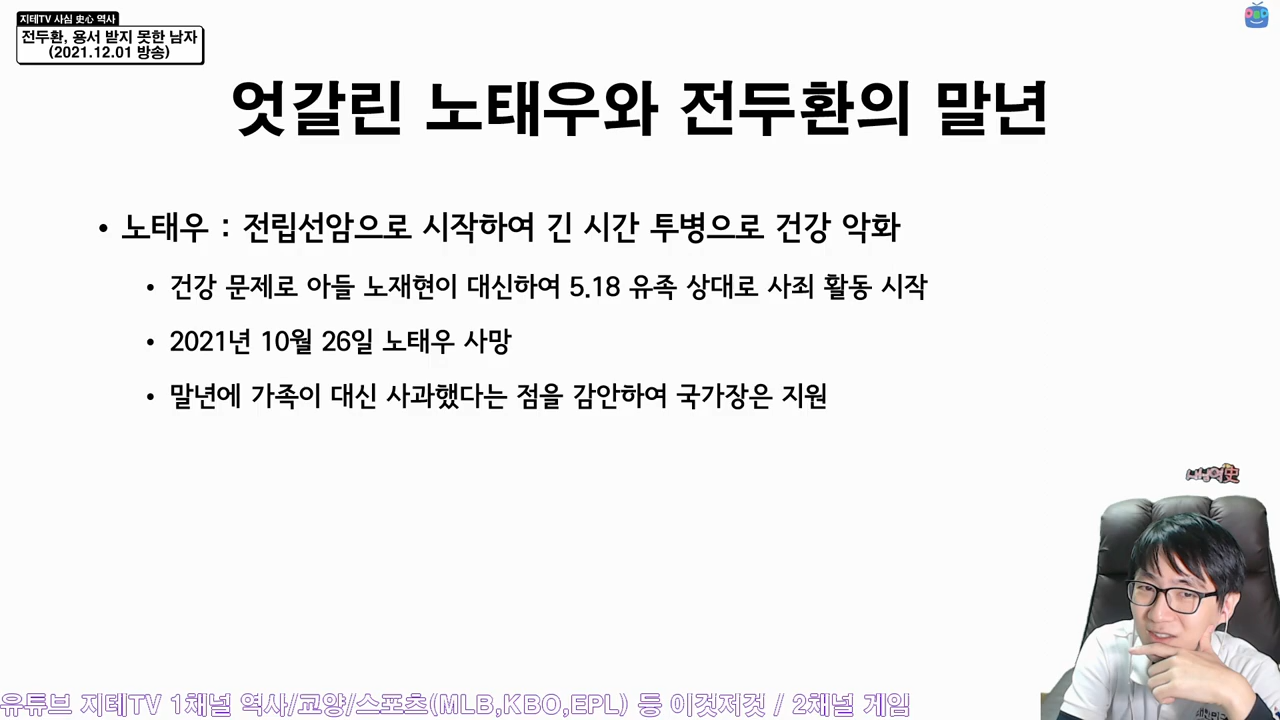 지테TV 사심 史心 역사
전두환, 용서 받지 못한 남자
(2021.12.01 방송)
엇갈린 노태우와 전두환의 말년
• 노태우 : 전립선암으로 시작하여 긴 시간 투병으로 건강 악화
• 건강 문제로 아들 노재현이 대신하여 5.18 유족 상대로 사죄 활동 시작
• 2021년 10월 26일 노태우 사망
• 말년에 가족이 대신 사과했다는 점을 감안하여 국가장은 지원
사심역史
대한민국
유튜브 지테TV 1채널 역사/교양/스포츠(MLB,KBO,EPL) 등 이것저것 / 2채널 게임